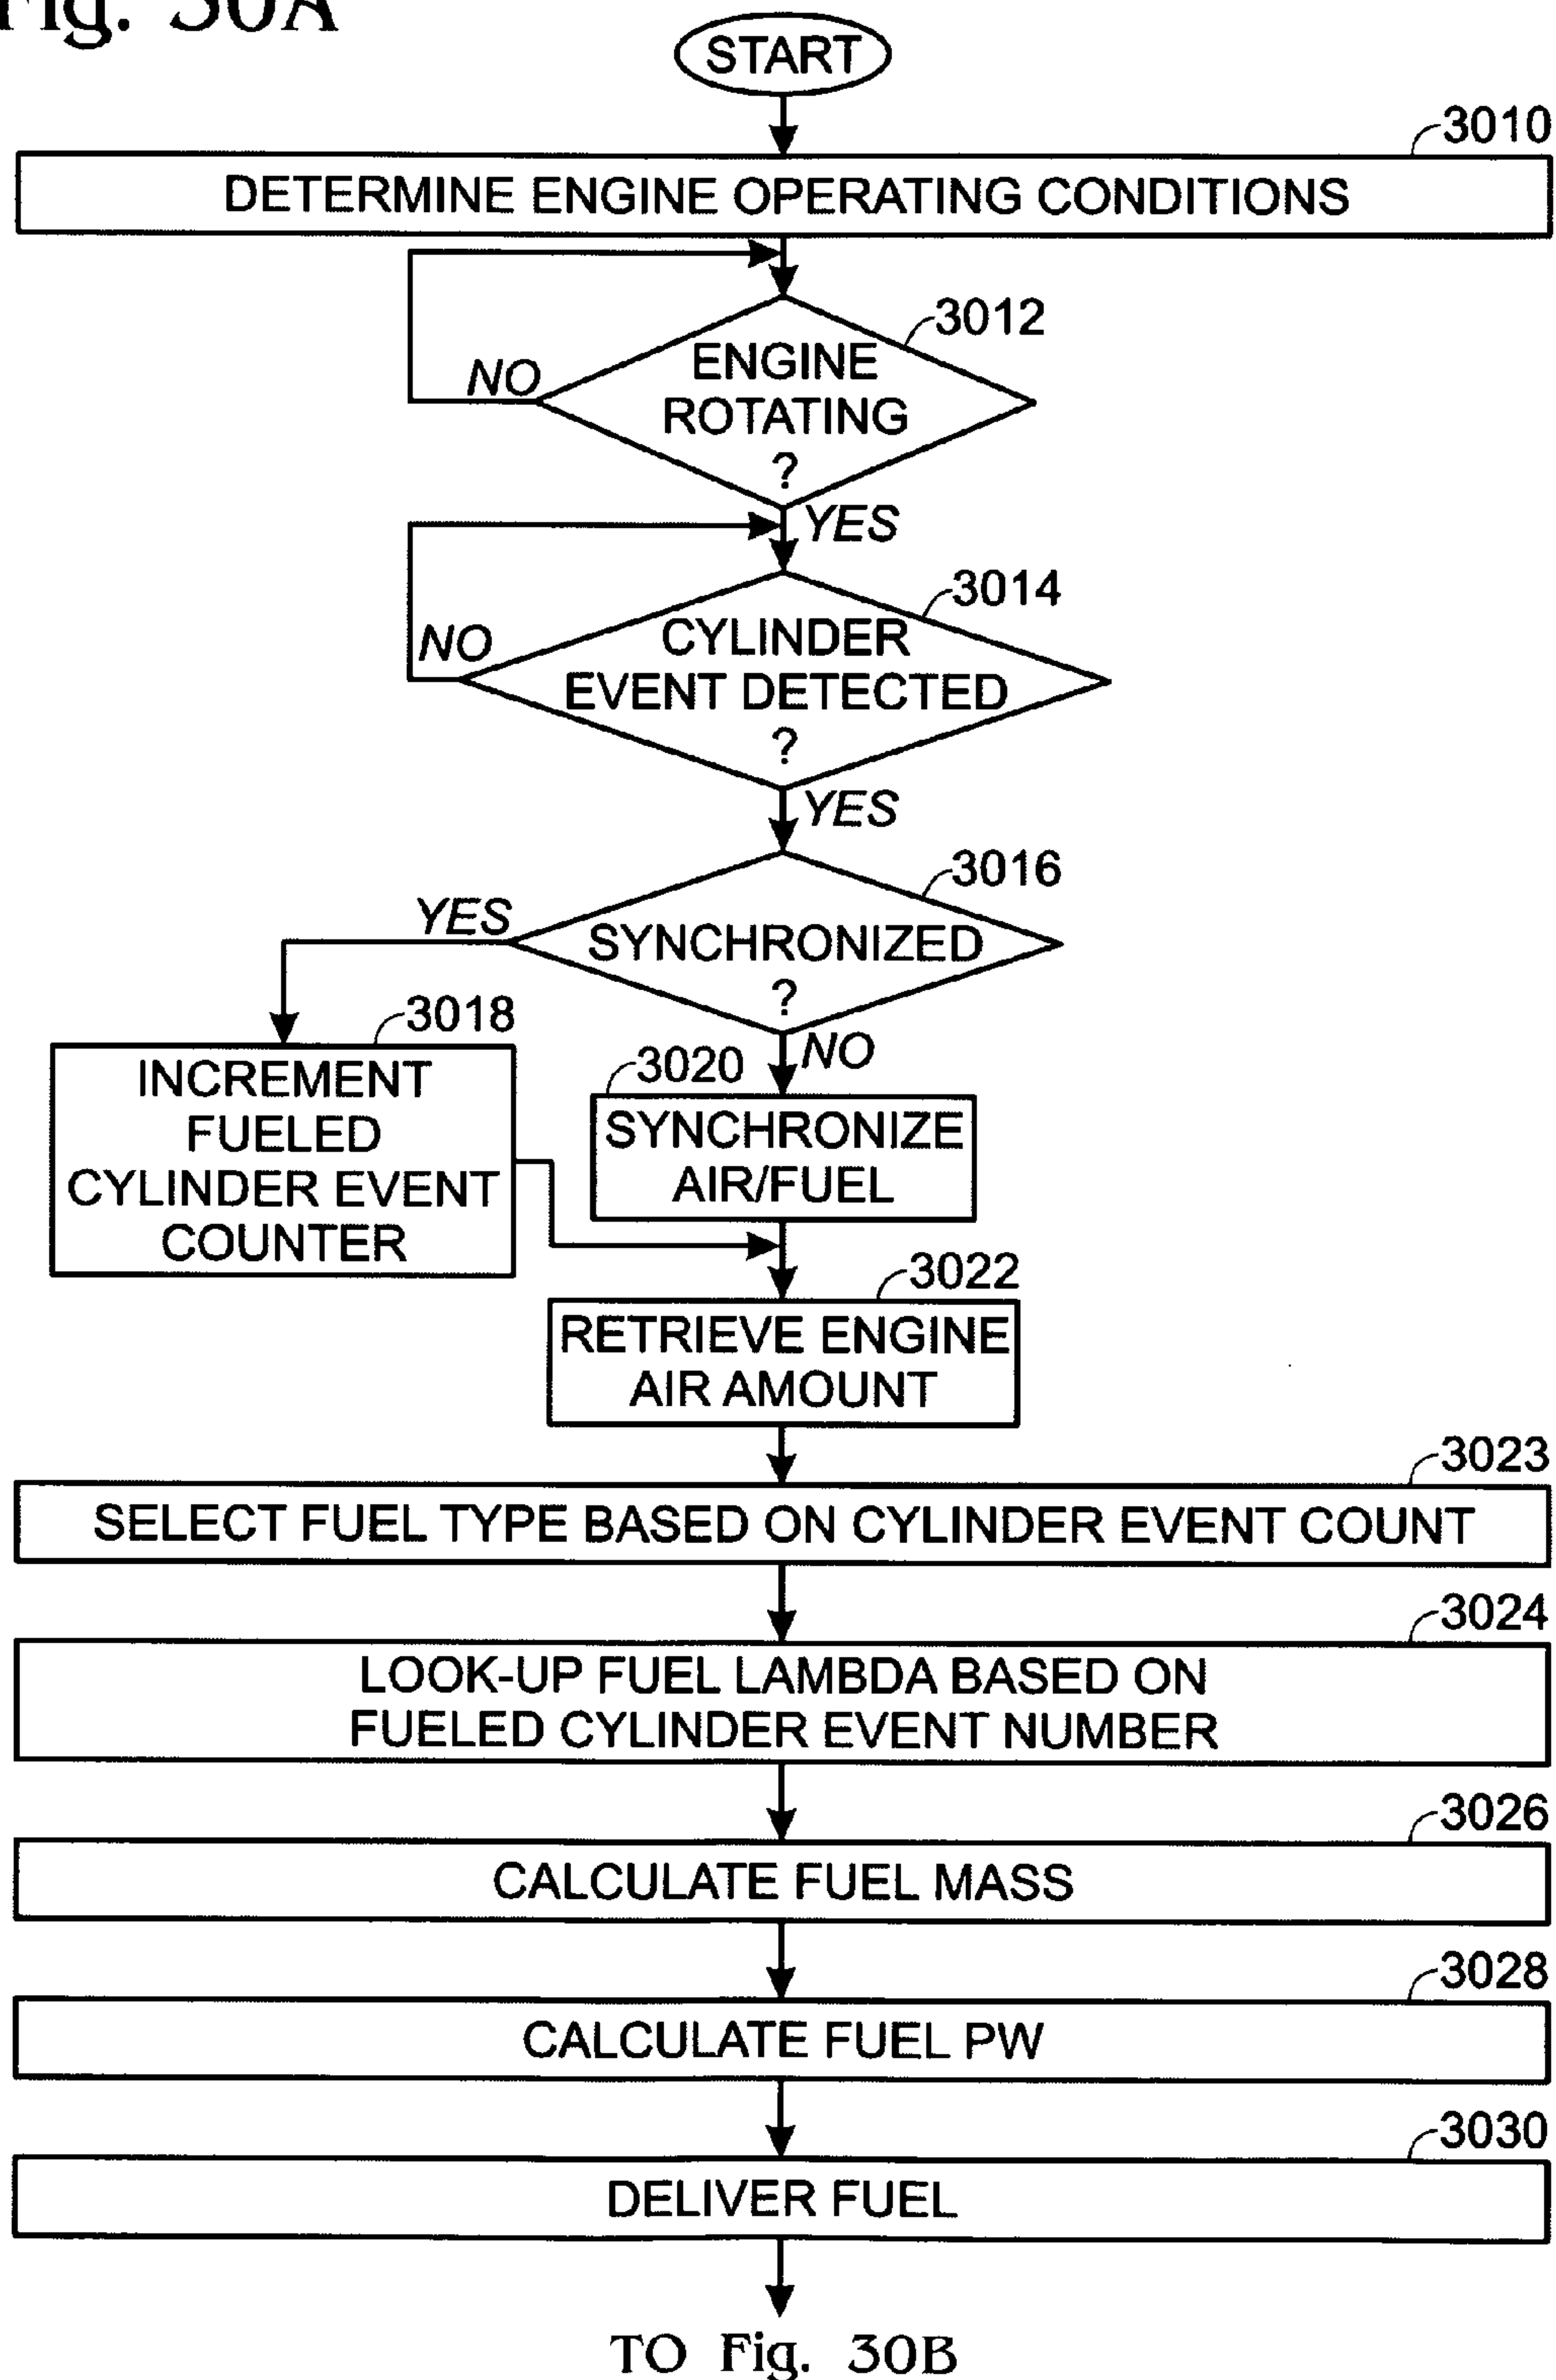 Fig. 30A
START
3010
DETERMINE ENGINE OPERATING CONDITIONS
3012
ENGINE
ROTATING
?
NO
YES
3014
CYLINDER
EVENT DETECTED
?
NO
YES
3016
SYNCHRONIZED
?
YES
NO
3018
INCREMENT
FUELED
CYLINDER EVENT
COUNTER
3020
SYNCHRONIZE
AIR/FUEL
3022
RETRIEVE ENGINE
AIR AMOUNT
3023
SELECT FUEL TYPE BASED ON CYLINDER EVENT COUNT
3024
LOOK-UP FUEL LAMBDA BASED ON
FUELED CYLINDER EVENT NUMBER
3026
CALCULATE FUEL MASS
3028
CALCULATE FUEL PW
3030
DELIVER FUEL
TO Fig. 30B